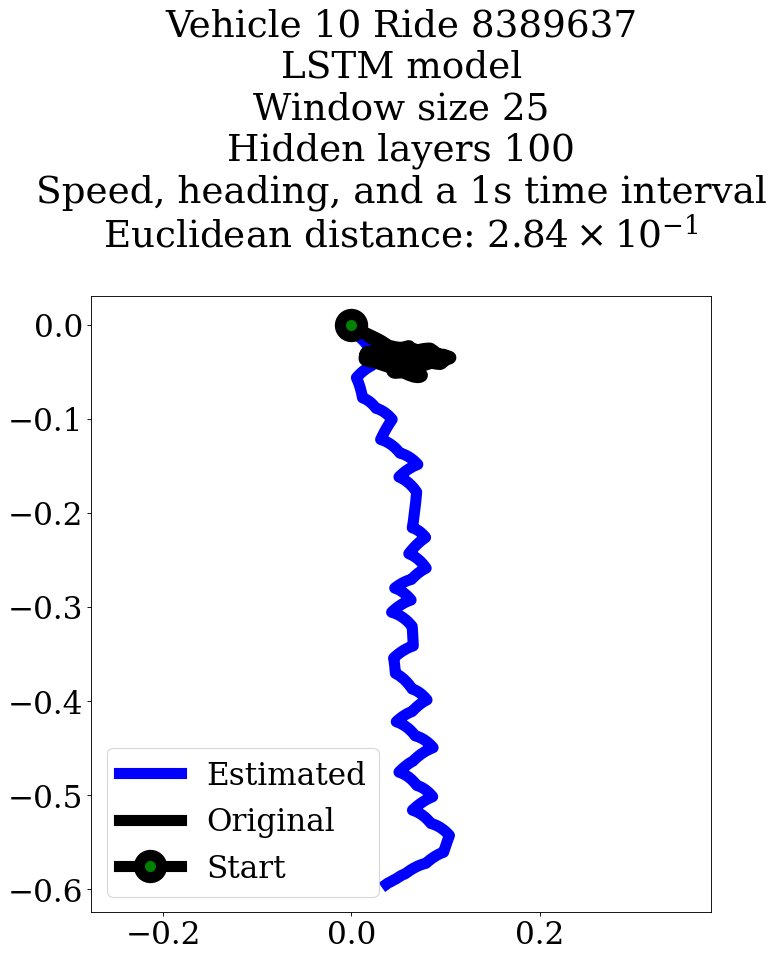 Vehicle 10 Ride 8389637
LSTM model
Window size 25
Hidden layers 100
Speed, heading, and a 1s time interval
Euclidean distance: 2.84 × 10⁻¹
0.0
−0.1
−0.2
−0.3
−0.4
−0.5
−0.6
Estimated
Original
Start
−0.2 0.0 0.2